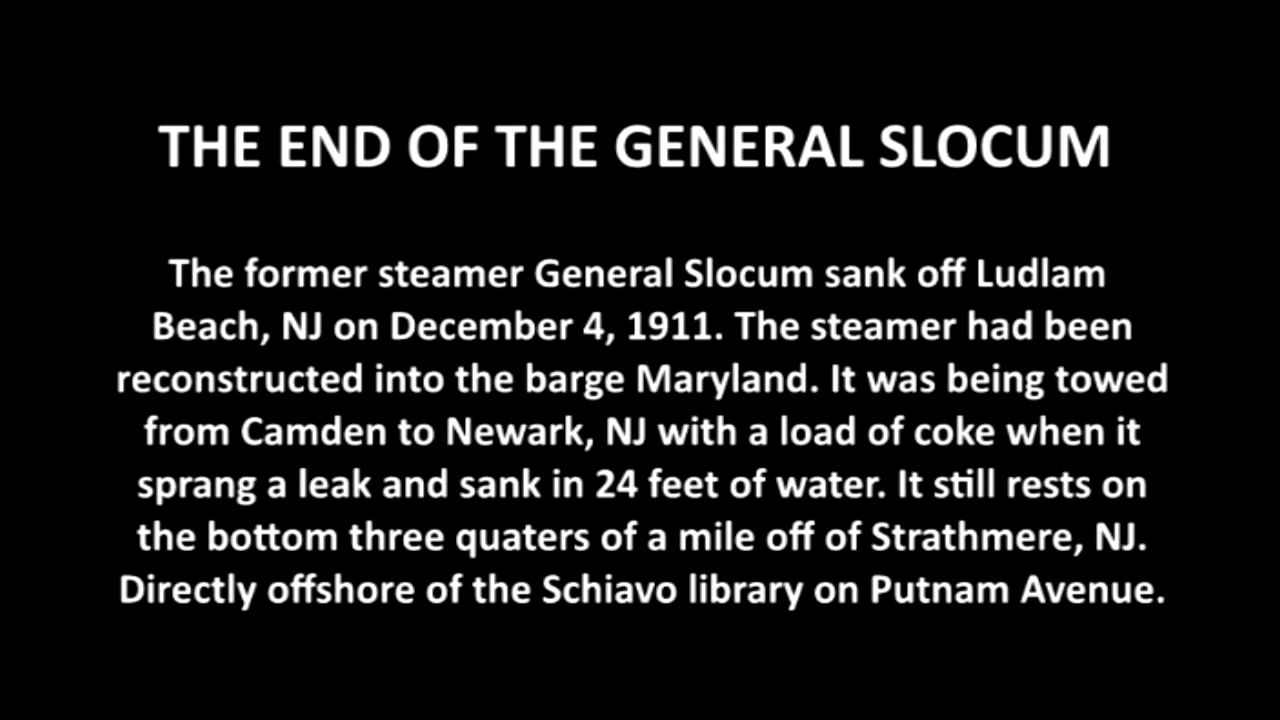 THE END OF THE GENERAL SLOCUM
The former steamer General Slocum sank off Ludlam
Beach, NJ on December 4, 1911. The steamer had been
reconstructed into the barge Maryland. It was being towed
from Camden to Newark, NJ with a load of coke when it
sprang a leak and sank in 24 feet of water. It still rests on
the bottom three quaters of a mile off of Strathmere, NJ.
Directly offshore of the Schiavo library on Putnam Avenue.